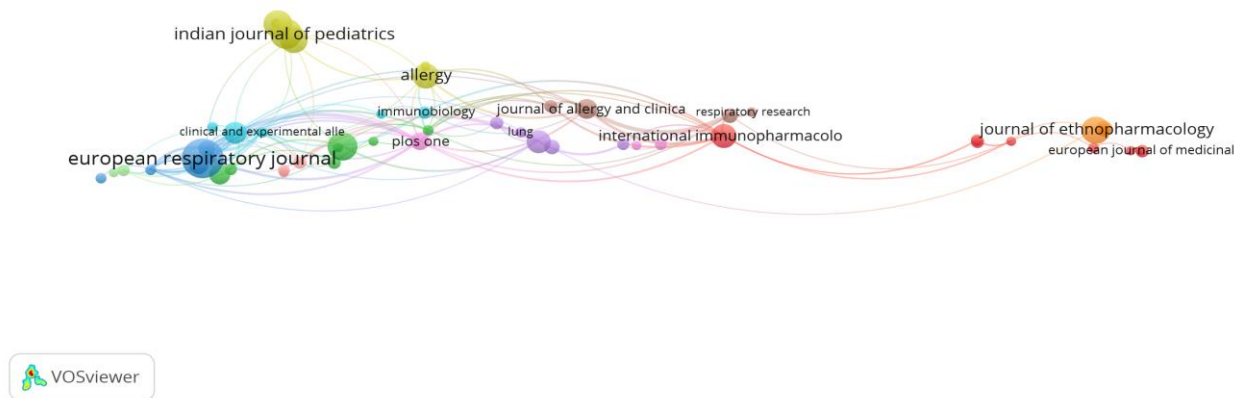 indian journal of pediatrics
allergy
immunobiology
journal of allergy and clinica
respiratory research
clinical and experimental alle
plos one
lung
international immunopharmacolo
journal of ethnopharmacology
european respiratory journal
european journal of medicinal
VOSviewer